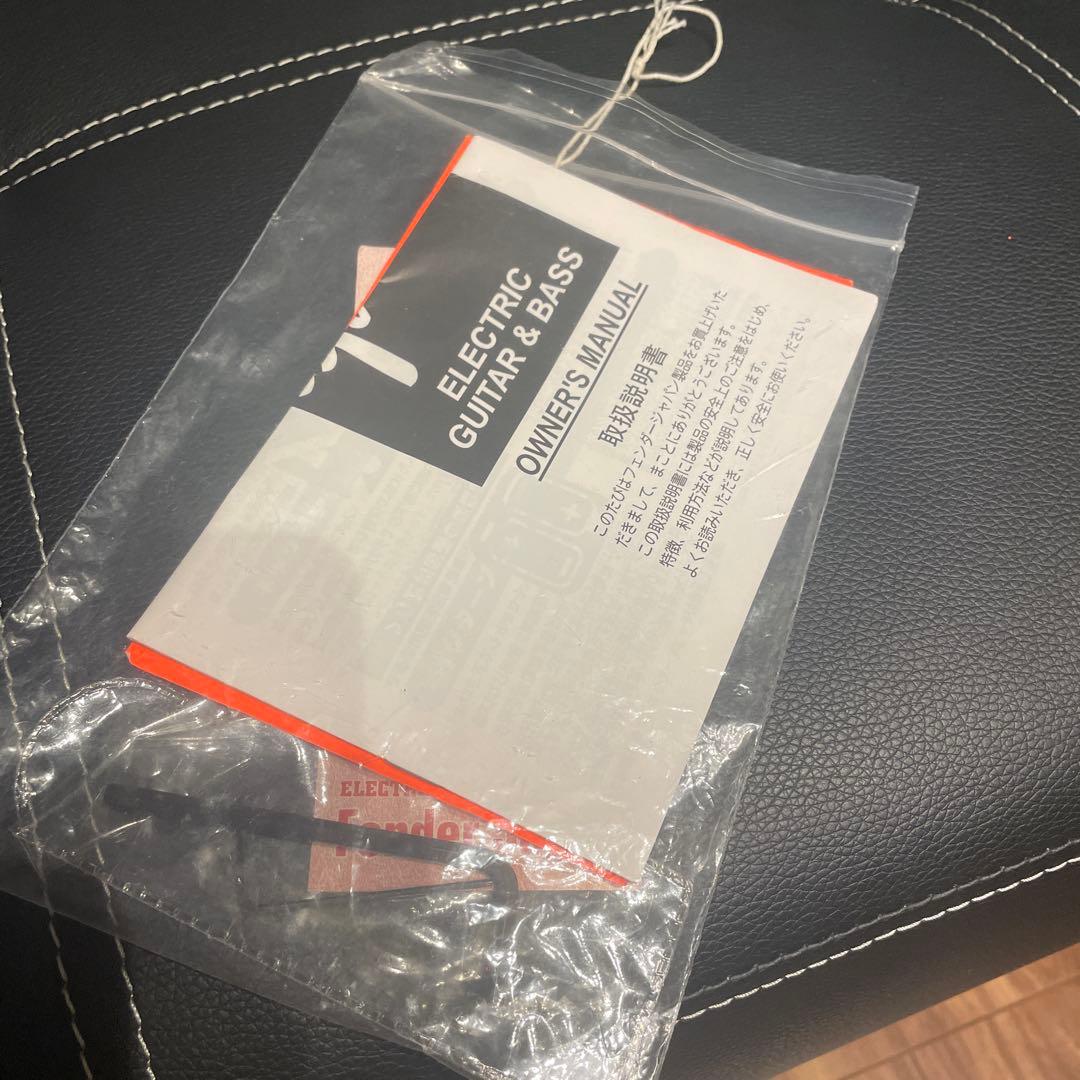 ELECTRIC
GUITAR & BASS
OWNER'S MANUAL
取扱説明書
このたびはフェンダージャパン製品をお買上げいた
だきまして、まことにありがとうございます。
この取扱説明書には製品の安全上のご注意をはじめ、
特徴、利用方法などが説明してあります。
よくお読みいただき、正しく安全にお使いください。